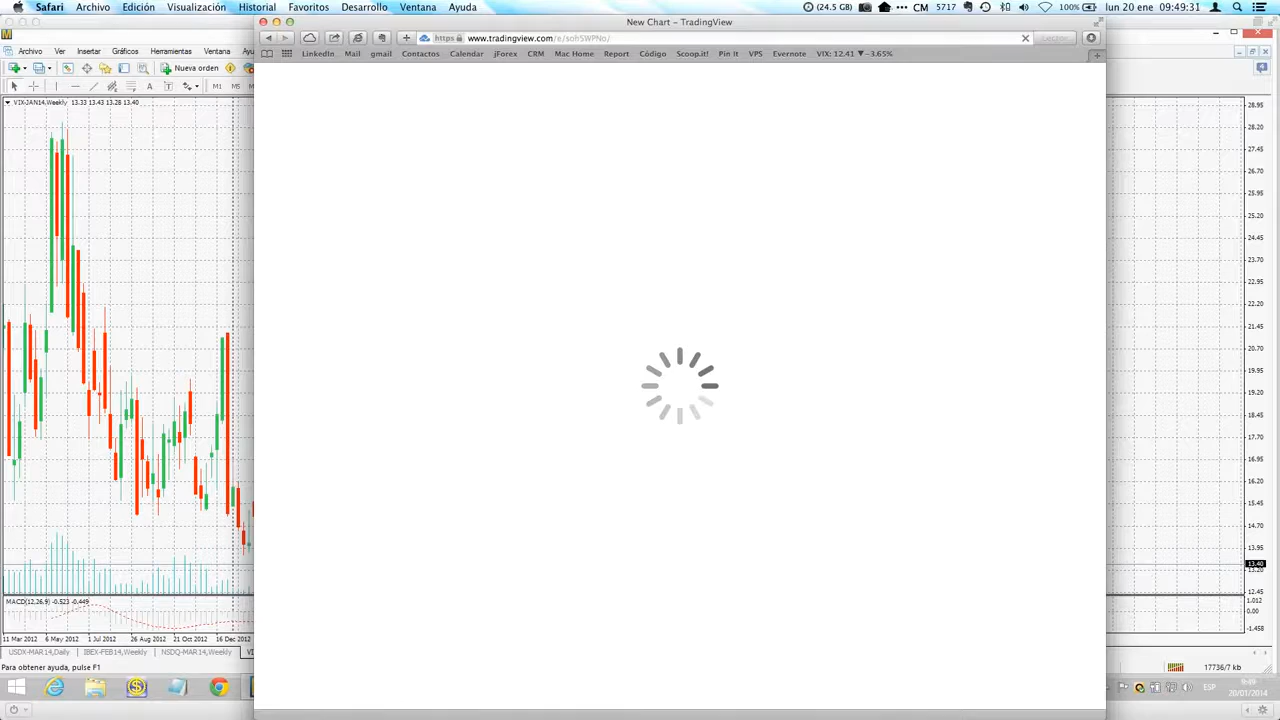 Safari Archivo Edición Visualización Historial Favoritos Desarrollo Ventana Ayuda (24.5 GB) CM 5717 100% lun 20 ene 09:49:31
New Chart – TradingView
https www.tradingview.com/e/
LinkedIn Mail gmail Contactos Calendar jForex CRM Mac Home Report Código Scoop.it! Pin It VPS Evernote VIX: 12.41 ▼ -3.65%
Archivo Ver Insertar Gráficos Herramientas Ventana
Nueva orden
A T M1 M5
VIX-JAN14,Weekly 13.33 13.43 13.28 13.40
28.95
28.20
27.45
26.70
25.95
25.20
24.45
23.70
22.95
22.20
21.45
20.70
19.95
19.20
18.45
17.70
16.95
16.20
15.45
14.70
13.95
13.40
13.20
12.45
MACD(12,26,9) -0.523 -0.449
1.012
0.00
-1.458
11 Mar 2012 6 May 2012 1 Jul 2012 26 Aug 2012 21 Oct 2012 16 Dec 2012
USDX-MAR14,Daily IBEX-FEB14,Weekly NSDQ-MAR14,Weekly
Para obtener ayuda, pulse F1
17736/7 kb
ESP
9:49
20/01/2014